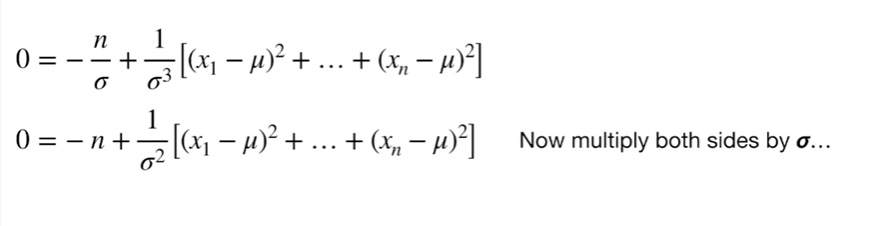 0 = − n/σ + 1/σ³ [(x₁ − μ)² + … + (xₙ − μ)²]
0 = − n + 1/σ² [(x₁ − μ)² + … + (xₙ − μ)²] Now multiply both sides by σ…